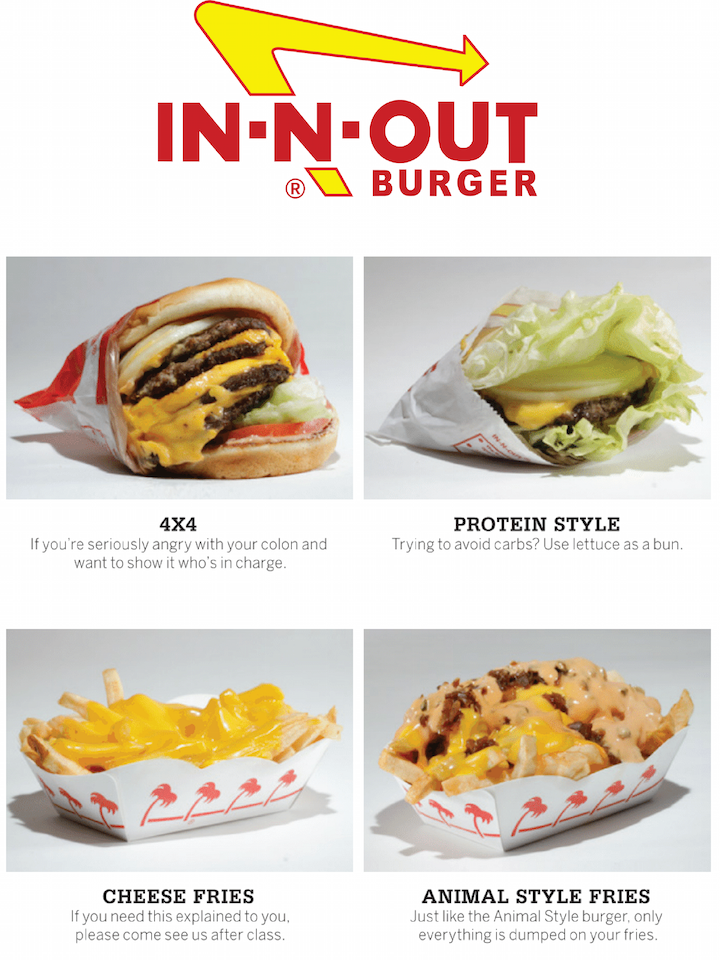 IN-N-OUT
® BURGER
4X4
If you're seriously angry with your colon and
want to show it who's in charge.
PROTEIN STYLE
Trying to avoid carbs? Use lettuce as a bun.
CHEESE FRIES
If you need this explained to you,
please come see us after class.
ANIMAL STYLE FRIES
Just like the Animal Style burger, only
everything is dumped on your fries.